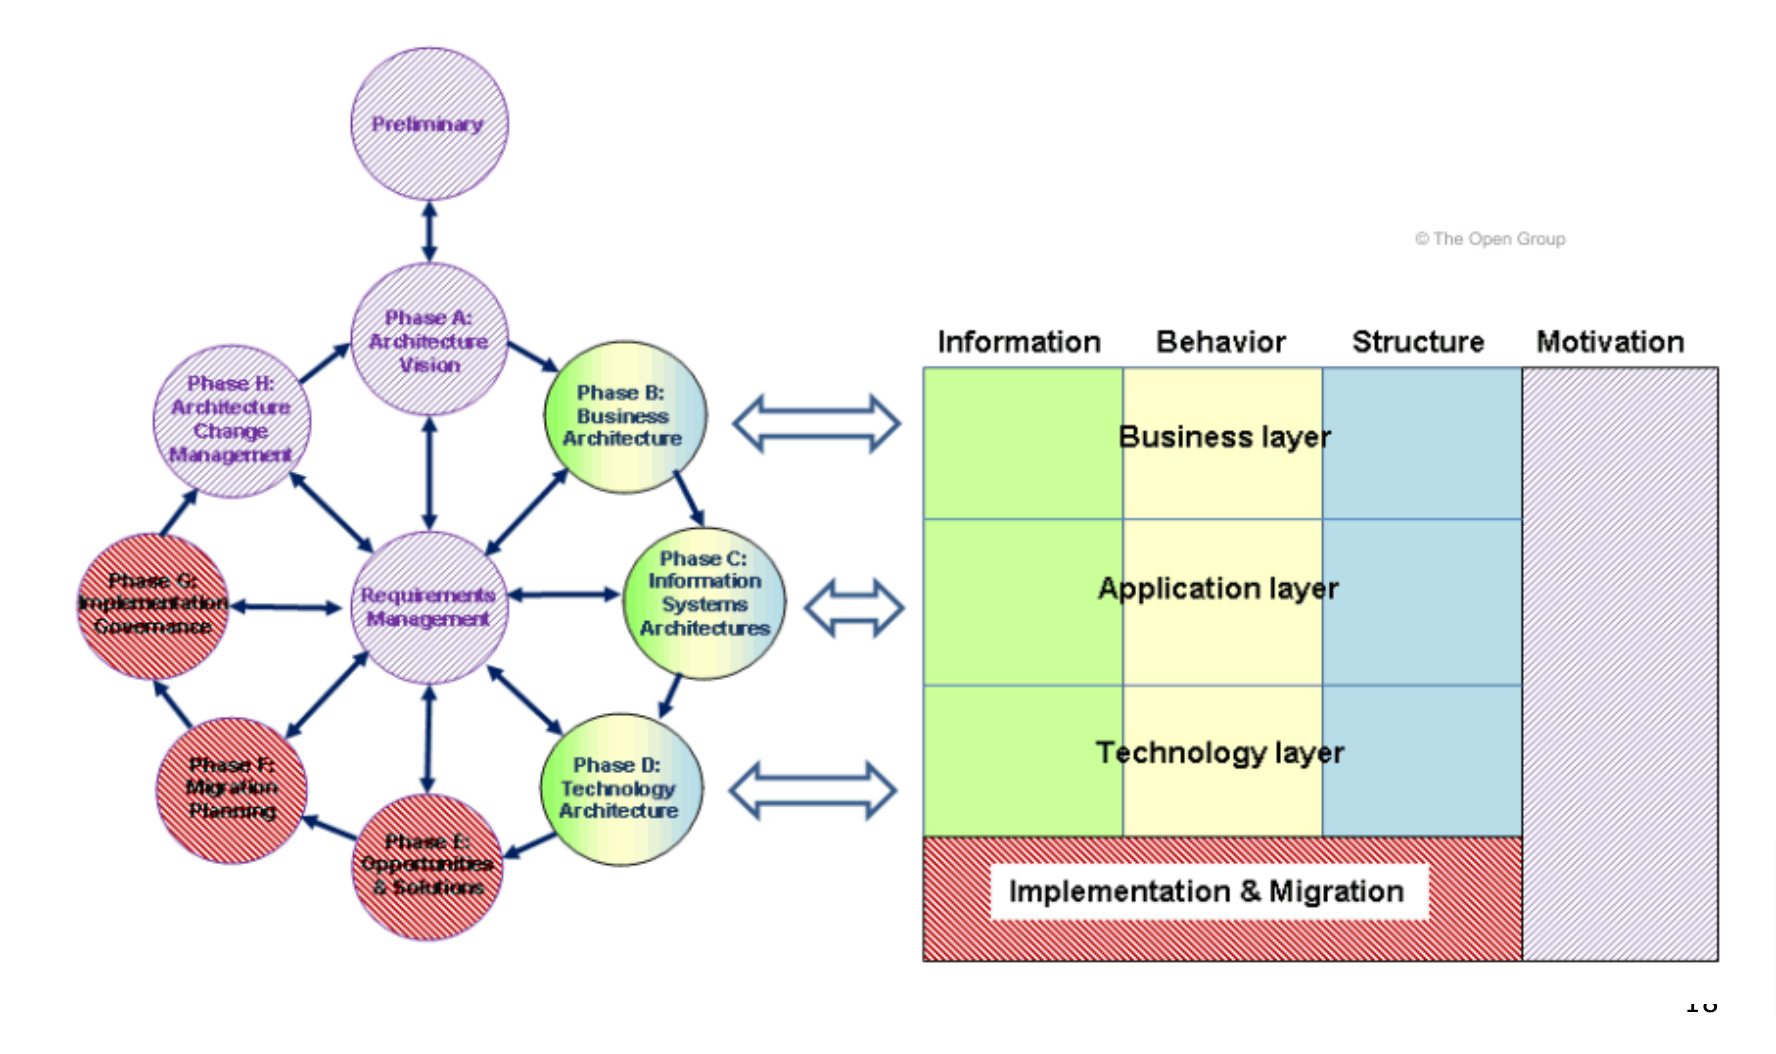 Preliminary
© The Open Group
Phase A:
Architecture
Vision
Information Behavior Structure Motivation
Phase H:
Architecture
Change
Management
Phase B:
Business
Architecture
Business layer
Phase C:
Information
Systems
Architectures
Application layer
Phase G:
Implementation
Governance
Requirements
Management
Phase D:
Technology
Architecture
Technology layer
Phase F:
Migration
Planning
Phase E:
Opportunities
& Solutions
Implementation & Migration